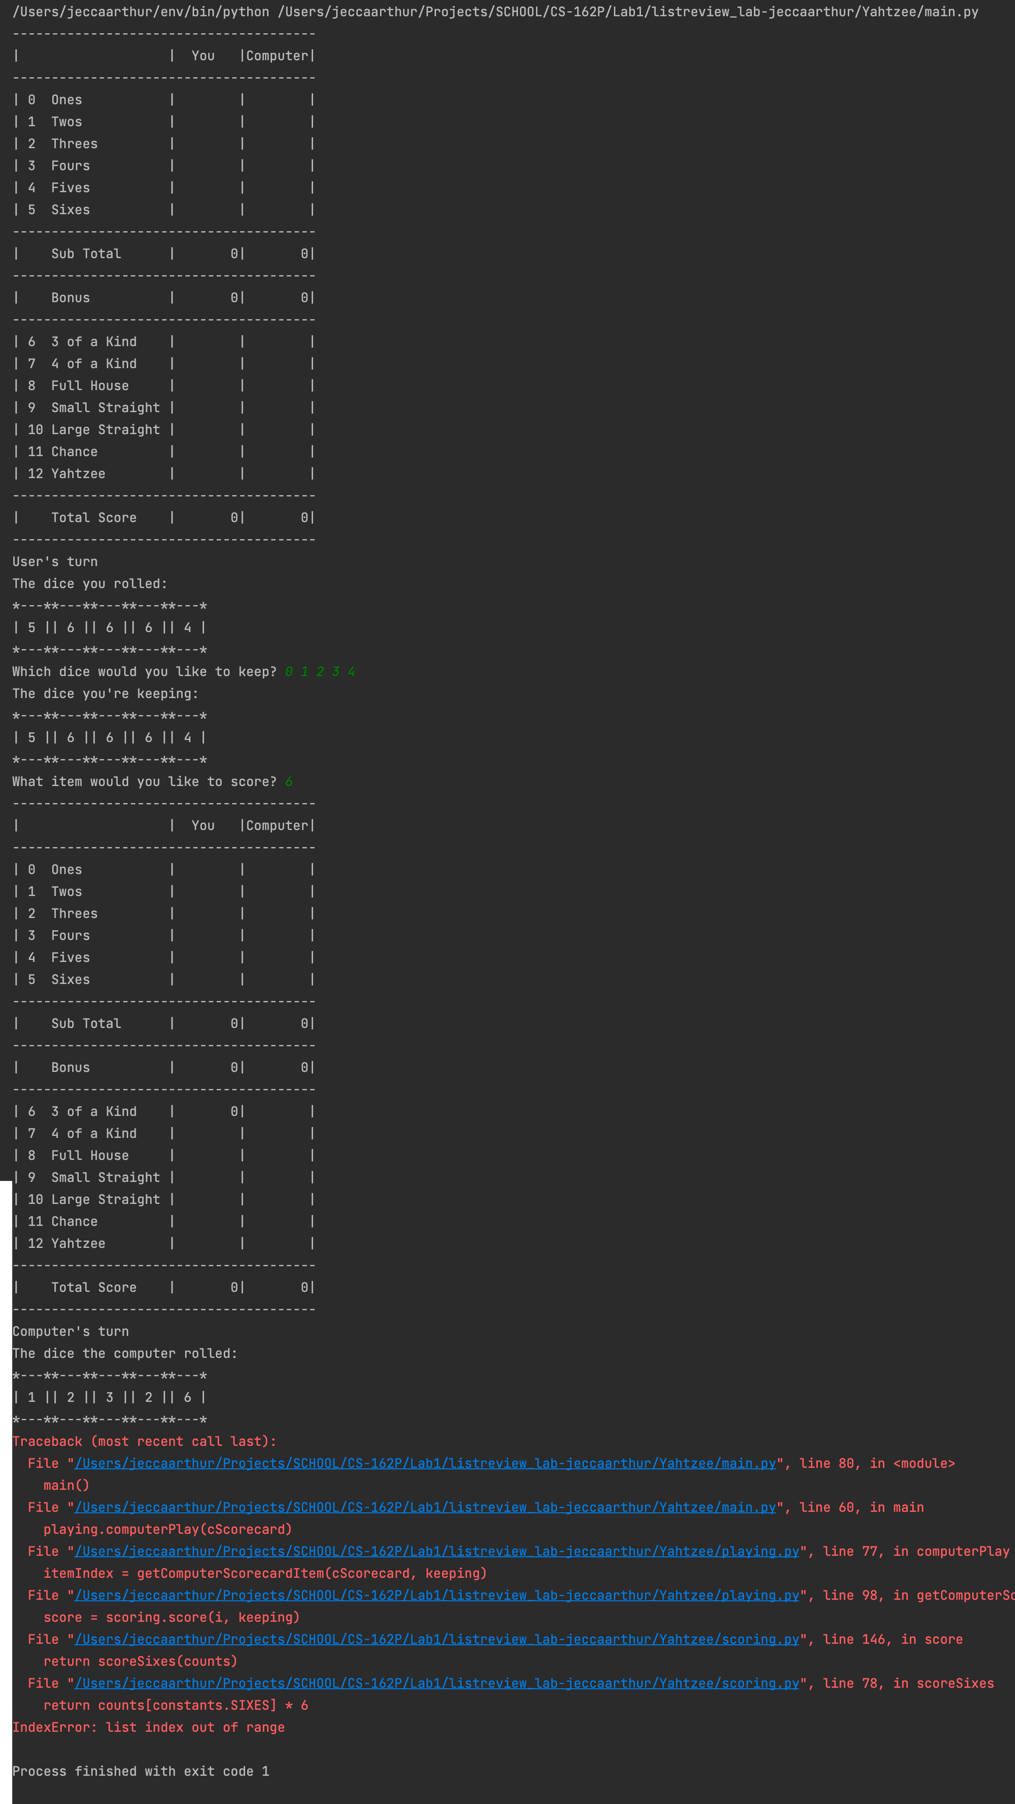 /Users/jeccaarthur/env/bin/python /Users/jeccaarthur/Projects/SCHOOL/CS-162P/Lab1/listreview_lab-jeccaarthur/Yahtzee/main.py
---------------------------------------
|                   |  You   |Computer|
---------------------------------------
| 0  Ones           |        |        |
| 1  Twos           |        |        |
| 2  Threes         |        |        |
| 3  Fours          |        |        |
| 4  Fives          |        |        |
| 5  Sixes          |        |        |
---------------------------------------
|    Sub Total      |       0|       0|
---------------------------------------
|    Bonus          |       0|       0|
---------------------------------------
| 6  3 of a Kind    |        |        |
| 7  4 of a Kind    |        |        |
| 8  Full House     |        |        |
| 9  Small Straight |        |        |
| 10 Large Straight |        |        |
| 11 Chance         |        |        |
| 12 Yahtzee        |        |        |
---------------------------------------
|    Total Score    |       0|       0|
---------------------------------------
User's turn
The dice you rolled:
*---**---**---**---**---*
| 5 || 6 || 6 || 6 || 4 |
*---**---**---**---**---*
Which dice would you like to keep? 0 1 2 3 4
The dice you're keeping:
*---**---**---**---**---*
| 5 || 6 || 6 || 6 || 4 |
*---**---**---**---**---*
What item would you like to score? 6
---------------------------------------
|                   |  You   |Computer|
---------------------------------------
| 0  Ones           |        |        |
| 1  Twos           |        |        |
| 2  Threes         |        |        |
| 3  Fours          |        |        |
| 4  Fives          |        |        |
| 5  Sixes          |        |        |
---------------------------------------
|    Sub Total      |       0|       0|
---------------------------------------
|    Bonus          |       0|       0|
---------------------------------------
| 6  3 of a Kind    |       0|        |
| 7  4 of a Kind    |        |        |
| 8  Full House     |        |        |
| 9  Small Straight |        |        |
| 10 Large Straight |        |        |
| 11 Chance         |        |        |
| 12 Yahtzee        |        |        |
---------------------------------------
|    Total Score    |       0|       0|
---------------------------------------
Computer's turn
The dice the computer rolled:
*---**---**---**---**---*
| 1 || 2 || 3 || 2 || 6 |
*---**---**---**---**---*
Traceback (most recent call last):
  File "/Users/jeccaarthur/Projects/SCHOOL/CS-162P/Lab1/listreview_lab-jeccaarthur/Yahtzee/main.py", line 80, in <module>
    main()
  File "/Users/jeccaarthur/Projects/SCHOOL/CS-162P/Lab1/listreview_lab-jeccaarthur/Yahtzee/main.py", line 60, in main
    playing.computerPlay(cScorecard)
  File "/Users/jeccaarthur/Projects/SCHOOL/CS-162P/Lab1/listreview_lab-jeccaarthur/Yahtzee/playing.py", line 77, in computerPlay
    itemIndex = getComputerScorecardItem(cScorecard, keeping)
  File "/Users/jeccaarthur/Projects/SCHOOL/CS-162P/Lab1/listreview_lab-jeccaarthur/Yahtzee/playing.py", line 98, in getComputerSc
    score = scoring.score(i, keeping)
  File "/Users/jeccaarthur/Projects/SCHOOL/CS-162P/Lab1/listreview_lab-jeccaarthur/Yahtzee/scoring.py", line 146, in score
    return scoreSixes(counts)
  File "/Users/jeccaarthur/Projects/SCHOOL/CS-162P/Lab1/listreview_lab-jeccaarthur/Yahtzee/scoring.py", line 78, in scoreSixes
    return counts[constants.SIXES] * 6
IndexError: list index out of range

Process finished with exit code 1